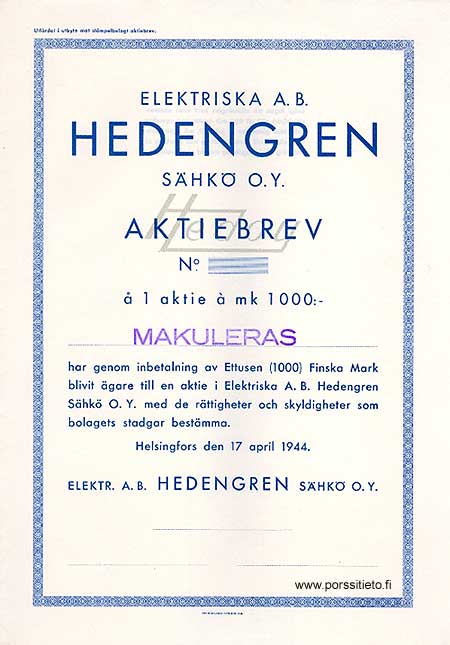 Utfärdat i utbyte mot stämpelbelagt aktiebrev.
ELEKTRISKA A.B.
HEDENGREN
SÄHKÖ O.Y.
AKTIEBREV
No.
å 1 aktie à mk 1000:-
MAKULERAS
har genom inbetalning av Ettusen (1000) Finska Mark
blivit ägare till en aktie i Elektriska A.B. Hedengren
Sähkö O.Y. med de rättigheter och skyldigheter som
bolagets stadgar bestämma.
Helsingfors den 17 april 1944.
ELEKTR. A.B. HEDENGREN SÄHKÖ O.Y.
www.porssitieto.fi